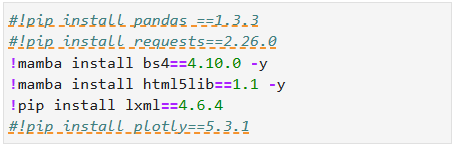 #!pip install pandas ==1.3.3
#!pip install requests==2.26.0
!mamba install bs4==4.10.0 -y
!mamba install html5lib==1.1 -y
!pip install lxml==4.6.4
#!pip install plotly==5.3.1